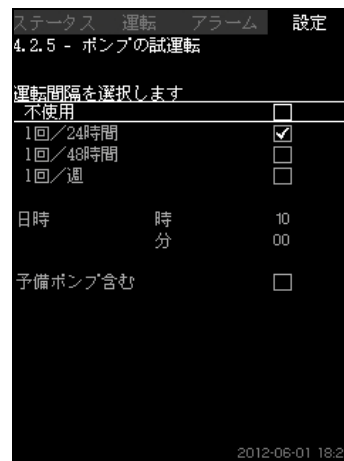 ステータス 運転 アラーム 設定
4.2.5 - ポンプの試運転
運転間隔を選択します
不使用
1回／24時間
1回／48時間
1回／週
日時 時 10
分 00
予備ポンプ含む
2012-06-01 18:2